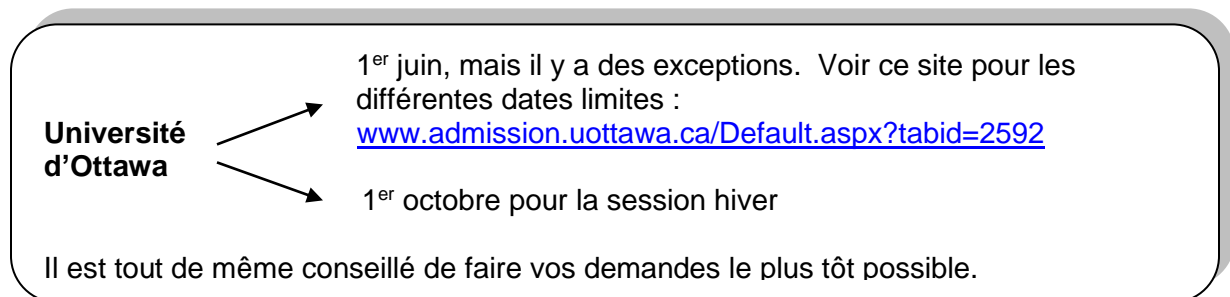 1er juin, mais il y a des exceptions. Voir ce site pour les
différentes dates limites :
www.admission.uottawa.ca/Default.aspx?tabid=2592
Université
d'Ottawa
1er octobre pour la session hiver
Il est tout de même conseillé de faire vos demandes le plus tôt possible.